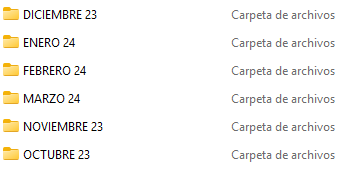 DICIEMBRE 23 Carpeta de archivos
ENERO 24 Carpeta de archivos
FEBRERO 24 Carpeta de archivos
MARZO 24 Carpeta de archivos
NOVIEMBRE 23 Carpeta de archivos
OCTUBRE 23 Carpeta de archivos